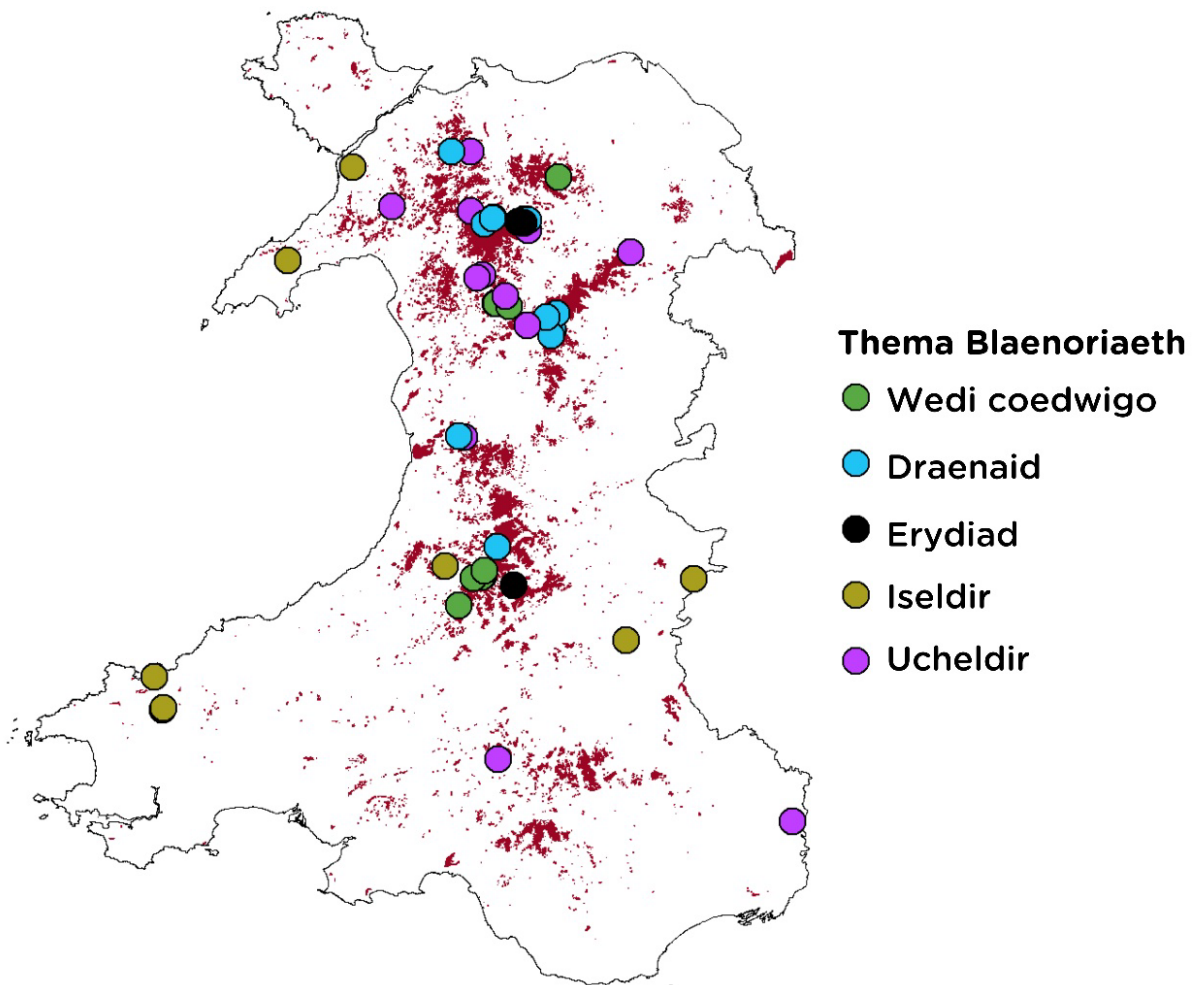 Thema Blaenoriaeth
Wedi coedwigo
Draenaid
Erydiad
Iseldir
Ucheldir